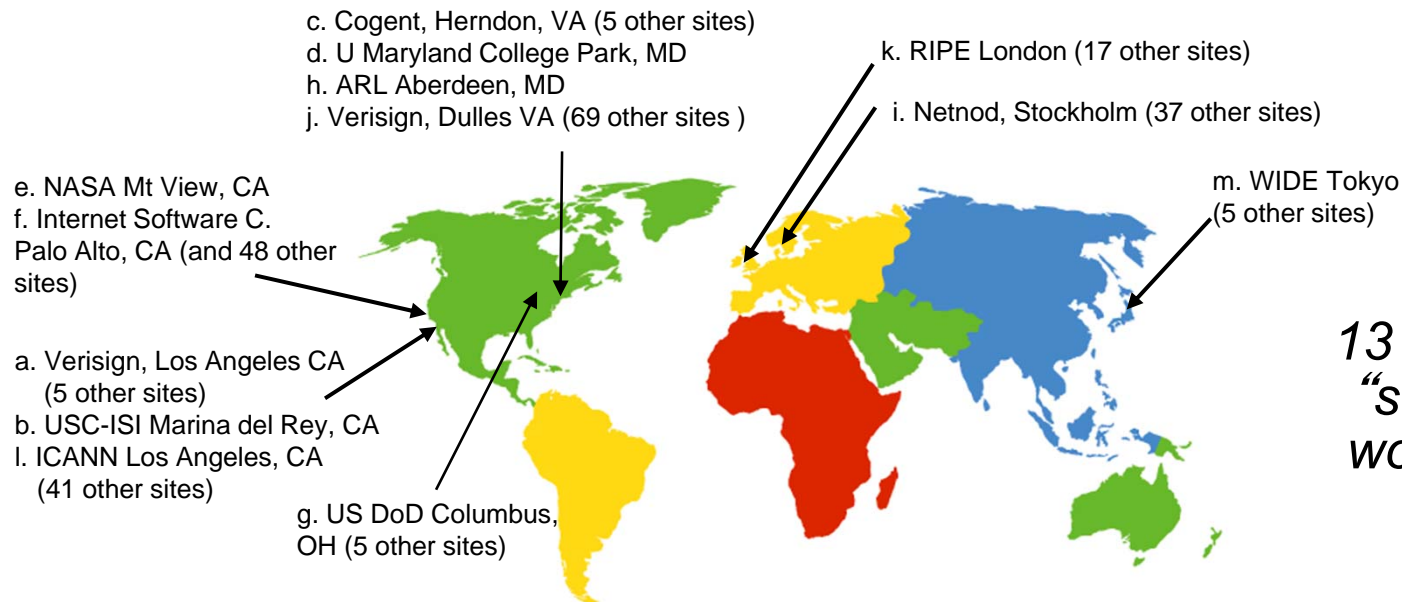 c. Cogent, Herndon, VA (5 other sites)
d. U Maryland College Park, MD
h. ARL Aberdeen, MD
j. Verisign, Dulles VA (69 other sites )
k. RIPE London (17 other sites)
i. Netnod, Stockholm (37 other sites)
m. WIDE Tokyo
(5 other sites)
e. NASA Mt View, CA
f. Internet Software C.
Palo Alto, CA (and 48 other
sites)
a. Verisign, Los Angeles CA
(5 other sites)
b. USC-ISI Marina del Rey, CA
l. ICANN Los Angeles, CA
(41 other sites)
g. US DoD Columbus,
OH (5 other sites)
13